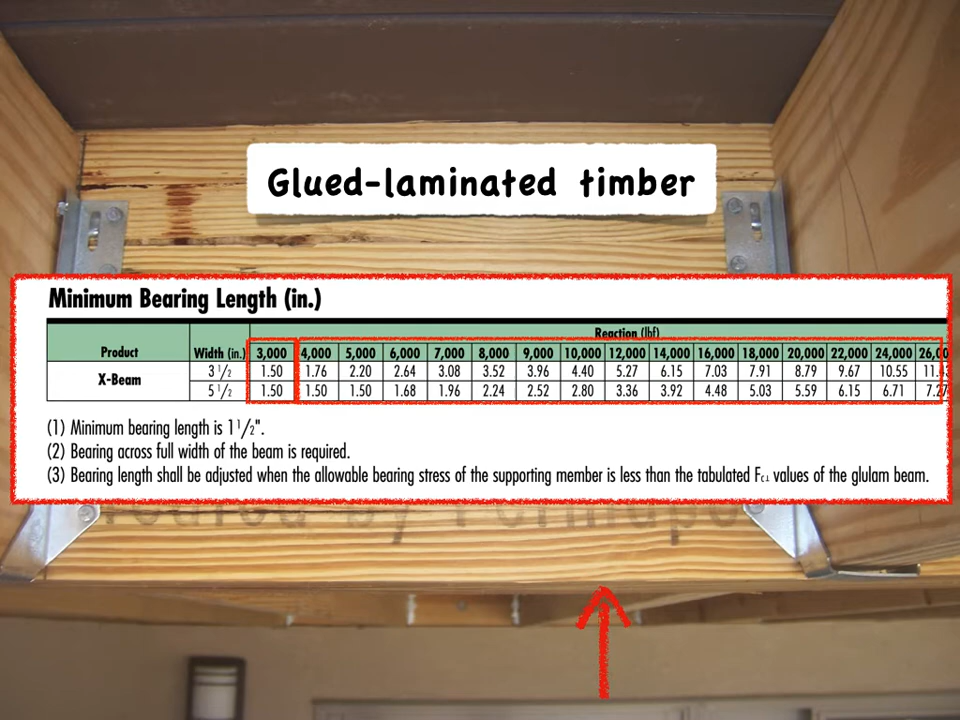 Glued-laminated timber
Minimum Bearing Length (in.)
Reaction (lbf)
Product Width (in.) 3,000 4,000 5,000 6,000 7,000 8,000 9,000 10,000 12,000 14,000 16,000 18,000 20,000 22,000 24,000
X-Beam
3 1/2 1.50 1.76 2.20 2.64 3.08 3.52 3.96 4.40 5.27 6.15 7.03 7.91 8.79 9.67 10.55
5 1/2 1.50 1.50 1.50 1.68 1.96 2.24 2.52 2.80 3.36 3.92 4.48 5.03 5.59 6.15 6.71
(1) Minimum bearing length is 1 1/2".
(2) Bearing across full width of the beam is required.
(3) Bearing length shall be adjusted when the allowable bearing stress of the supporting member is less than the tabulated Fc⊥ values of the glulam beam.
by